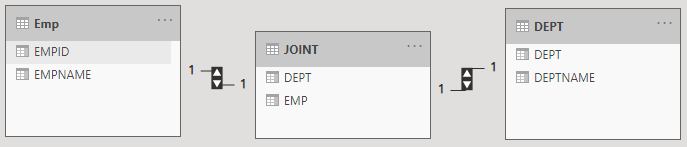 Emp
EMPID
EMPNAME
1
1
JOINT
DEPT
EMP
1
1
DEPT
DEPT
DEPTNAME